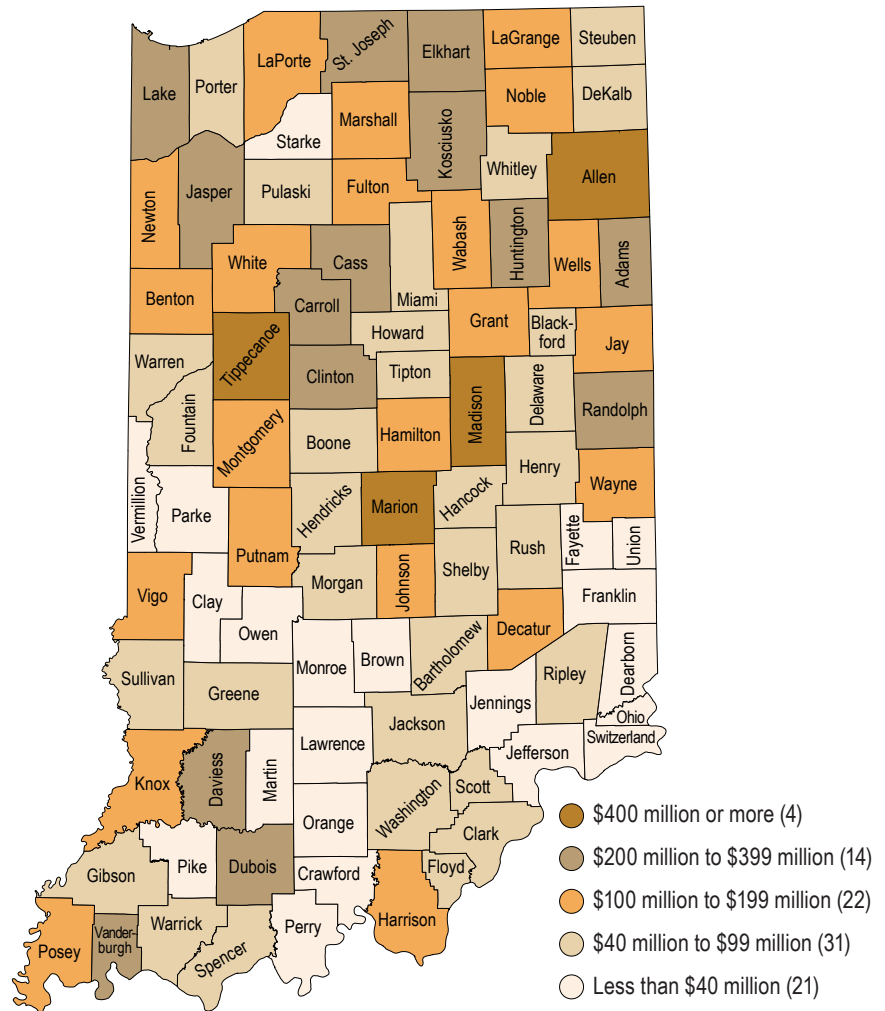 LaGrange
Steuben
St. Joseph
Elkhart
LaPorte
Porter
Lake
Noble
DeKalb
Marshall
Starke
Kosciusko
Whitley
Allen
Jasper
Pulaski
Fulton
Newton
Wabash
Huntington
Wells
Adams
White
Cass
Miami
Benton
Carroll
Grant
Black-
ford
Jay
Howard
Warren
Tippecanoe
Clinton
Tipton
Madison
Delaware
Randolph
Fountain
Montgomery
Boone
Hamilton
Henry
Wayne
Vermillion
Parke
Hendricks
Marion
Hancock
Putnam
Rush
Fayette
Union
Morgan
Johnson
Shelby
Vigo
Clay
Franklin
Owen
Decatur
Monroe
Brown
Bartholomew
Dearborn
Sullivan
Greene
Ripley
Jennings
Ohio
Jackson
Switzerland
Lawrence
Jefferson
Knox
Daviess
Martin
Scott
Washington
Orange
Clark
Pike
Dubois
Crawford
Floyd
Gibson
Harrison
Warrick
Perry
Vander-
burgh
Posey
Spencer
$400 million or more (4)
$200 million to $399 million (14)
$100 million to $199 million (22)
$40 million to $99 million (31)
Less than $40 million (21)